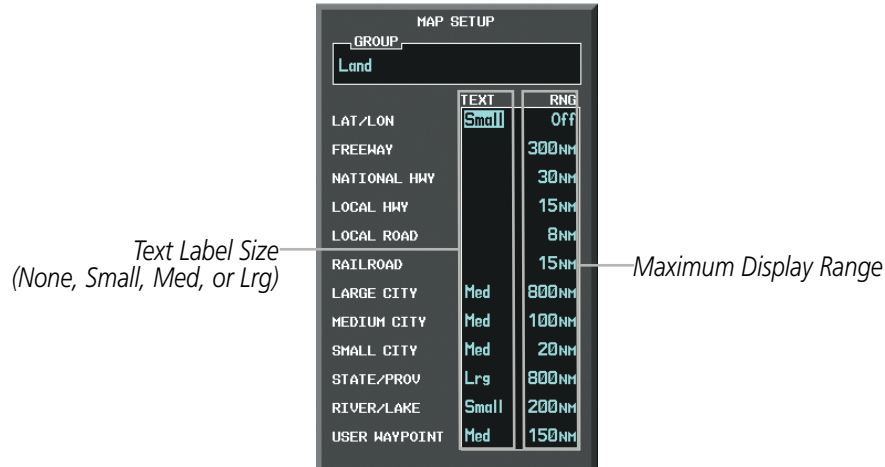 MAP SETUP
GROUP
Land
TEXT RNG
LAT/LON Small Off
FREEWAY 300NM
NATIONAL HWY 30NM
LOCAL HWY 15NM
LOCAL ROAD 8NM
RAILROAD 15NM
LARGE CITY Med 800NM
MEDIUM CITY Med 100NM
SMALL CITY Med 20NM
STATE/PROV Lrg 800NM
RIVER/LAKE Small 200NM
USER WAYPOINT Med 150NM
Text Label Size
(None, Small, Med, or Lrg)
Maximum Display Range